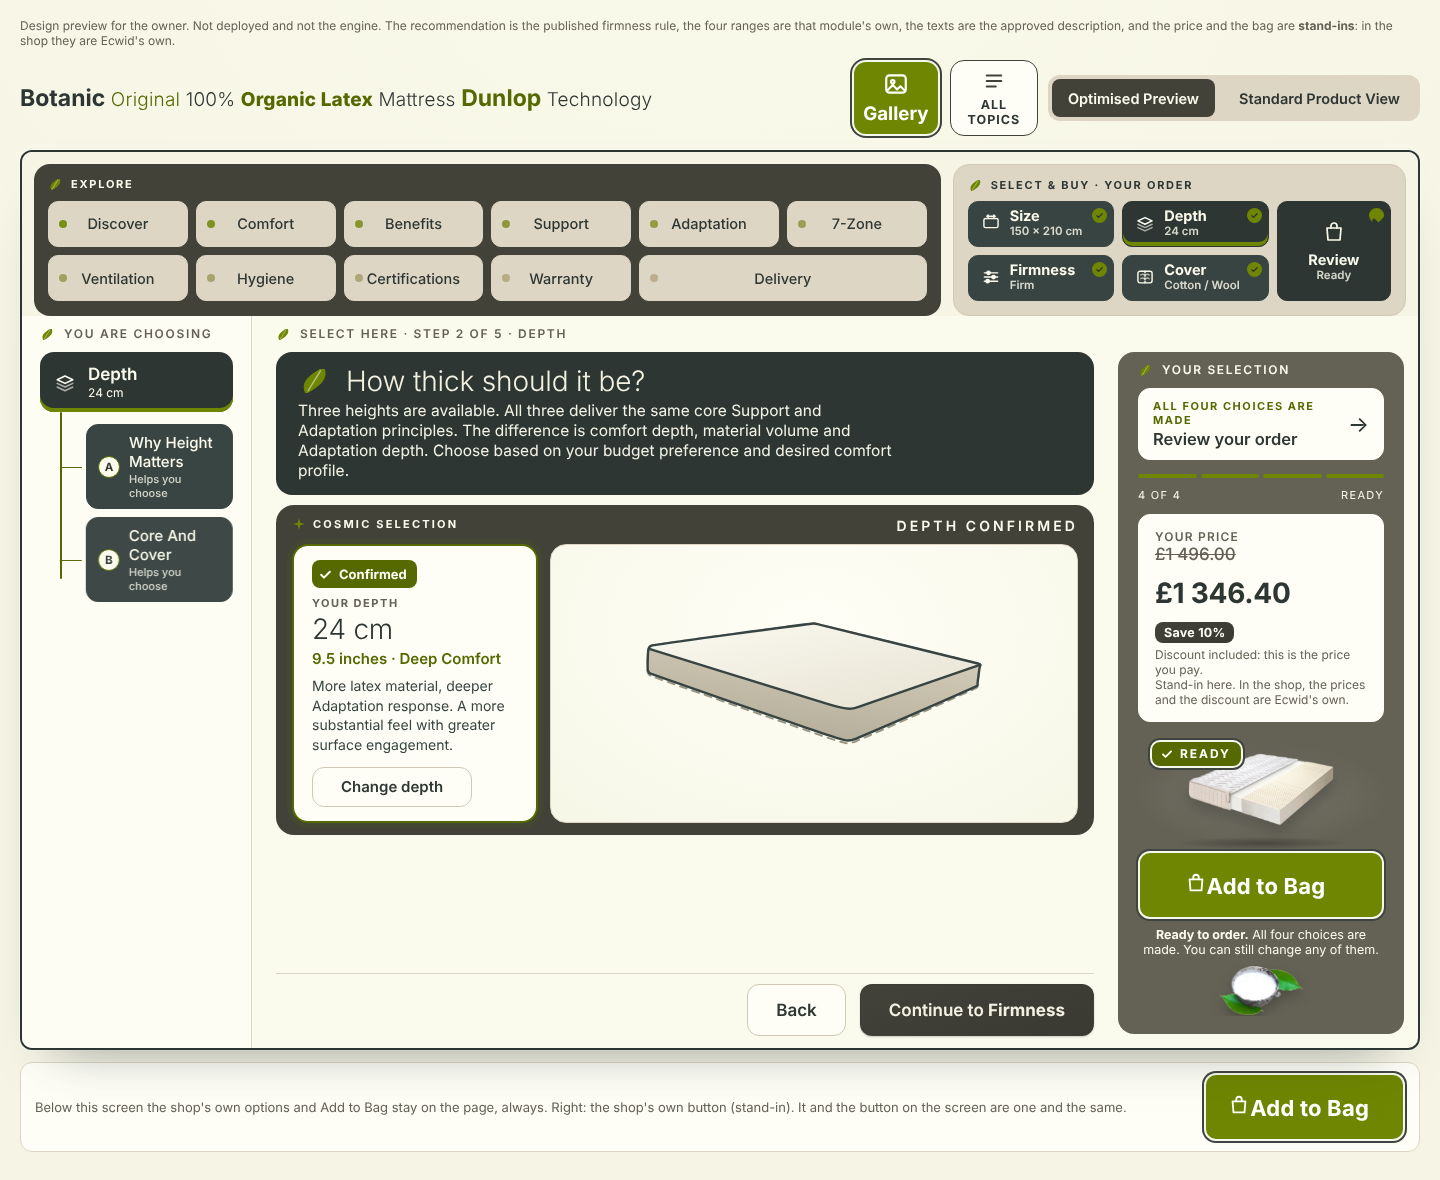 Design preview for the owner. Not deployed and not the engine. The recommendation is the published firmness rule, the four ranges are that module's own, the texts are the approved description, and the price and the bag are stand-ins: in the
shop they are Ecwid's own.
Botanic Original 100% Organic Latex Mattress Dunlop Technology
Gallery
ALL
TOPICS
Optimised Preview
Standard Product View
EXPLORE
Discover
Comfort
Benefits
Support
Adaptation
7-Zone
Ventilation
Hygiene
Certifications
Warranty
Delivery
SELECT & BUY · YOUR ORDER
Size
150 × 210 cm
Depth
24 cm
Firmness
Firm
Cover
Cotton / Wool
Review
Ready
YOU ARE CHOOSING
Depth
24 cm
A
Why Height
Matters
Helps you
choose
B
Core And
Cover
Helps you
choose
SELECT HERE · STEP 2 OF 5 · DEPTH
How thick should it be?
Three heights are available. All three deliver the same core Support and
Adaptation principles. The difference is comfort depth, material volume and
Adaptation depth. Choose based on your budget preference and desired comfort
profile.
COSMIC SELECTION
DEPTH CONFIRMED
Confirmed
YOUR DEPTH
24 cm
9.5 inches · Deep Comfort
More latex material, deeper
Adaptation response. A more
substantial feel with greater
surface engagement.
Change depth
Back
Continue to Firmness
YOUR SELECTION
ALL FOUR CHOICES ARE
MADE
Review your order
4 OF 4
READY
YOUR PRICE
£1 496.00
£1 346.40
Save 10%
Discount included: this is the price
you pay.
Stand-in here. In the shop, the prices
and the discount are Ecwid's own.
READY
Add to Bag
Ready to order. All four choices are
made. You can still change any of them.
Below this screen the shop's own options and Add to Bag stay on the page, always. Right: the shop's own button (stand-in). It and the button on the screen are one and the same.
Add to Bag